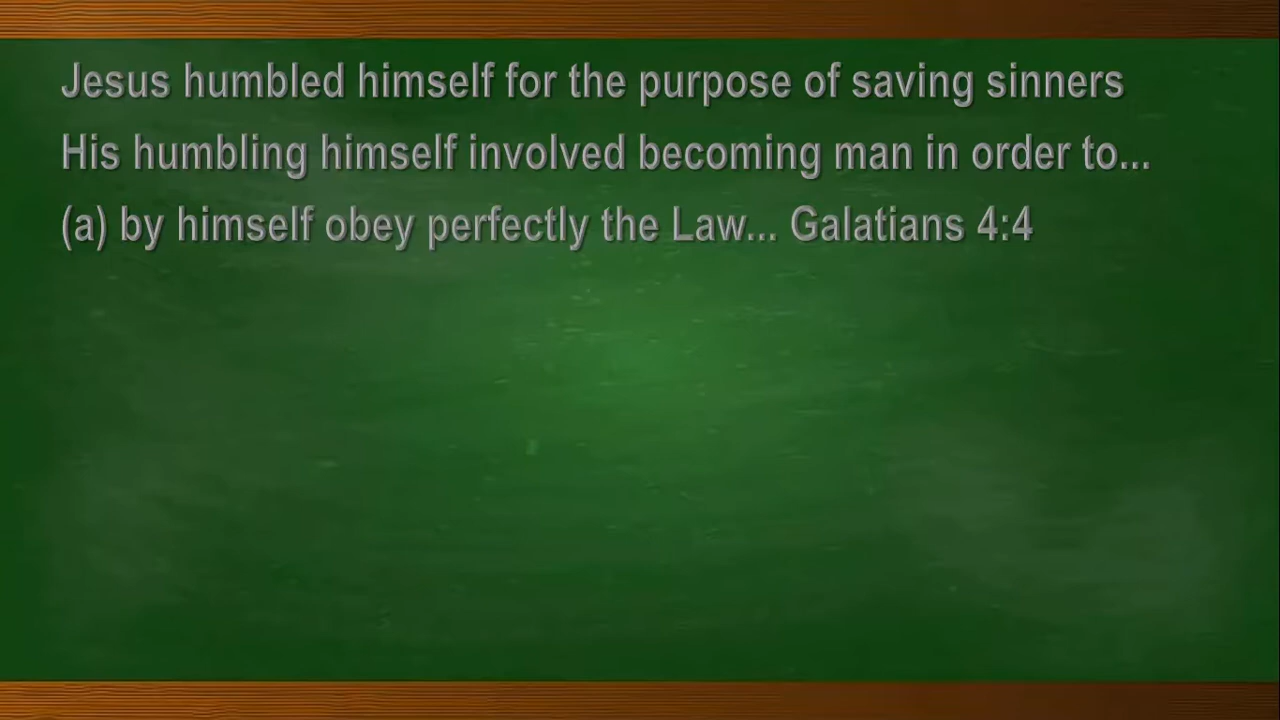 Jesus humbled himself for the purpose of saving sinners
His humbling himself involved becoming man in order to...
(a) by himself obey perfectly the Law... Galatians 4:4